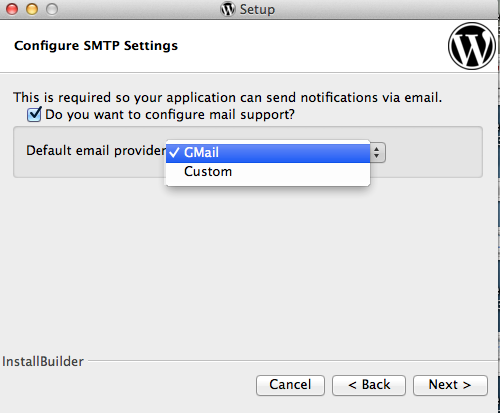 Setup
Configure SMTP Settings
This is required so your application can send notifications via email.
Do you want to configure mail support?
Default email provider
GMail
Custom
InstallBuilder
Cancel
< Back
Next >